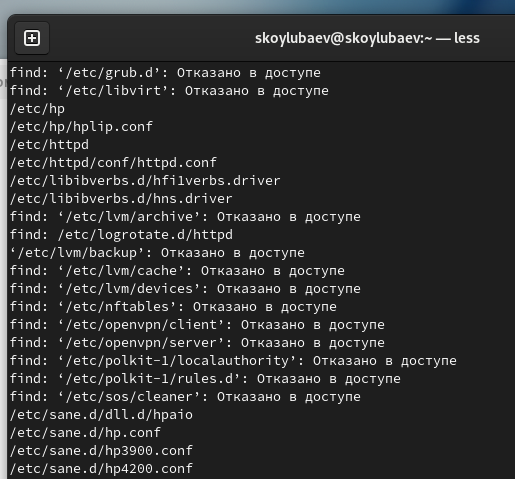 skoylubaev@skoylubaev:~ — less
find: ‘/etc/grub.d’: Отказано в доступе
find: ‘/etc/libvirt’: Отказано в доступе
/etc/hp
/etc/hp/hplip.conf
/etc/httpd
/etc/httpd/conf/httpd.conf
/etc/libibverbs.d/hfi1verbs.driver
/etc/libibverbs.d/hns.driver
find: ‘/etc/lvm/archive’: Отказано в доступе
find: /etc/logrotate.d/httpd
‘/etc/lvm/backup’: Отказано в доступе
find: ‘/etc/lvm/cache’: Отказано в доступе
find: ‘/etc/lvm/devices’: Отказано в доступе
find: ‘/etc/nftables’: Отказано в доступе
find: ‘/etc/openvpn/client’: Отказано в доступе
find: ‘/etc/openvpn/server’: Отказано в доступе
find: ‘/etc/polkit-1/localauthority’: Отказано в доступе
find: ‘/etc/polkit-1/rules.d’: Отказано в доступе
find: ‘/etc/sos/cleaner’: Отказано в доступе
/etc/sane.d/dll.d/hpaio
/etc/sane.d/hp.conf
/etc/sane.d/hp3900.conf
/etc/sane.d/hp4200.conf